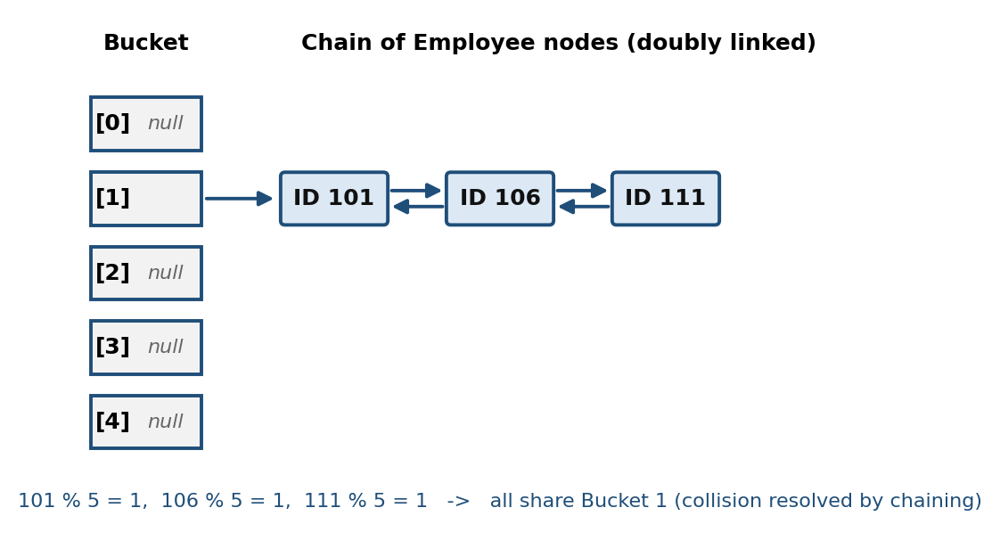 Bucket Chain of Employee nodes (doubly linked)
[0] null
[1] ID 101 ID 106 ID 111
[2] null
[3] null
[4] null
101 % 5 = 1, 106 % 5 = 1, 111 % 5 = 1 -> all share Bucket 1 (collision resolved by chaining)